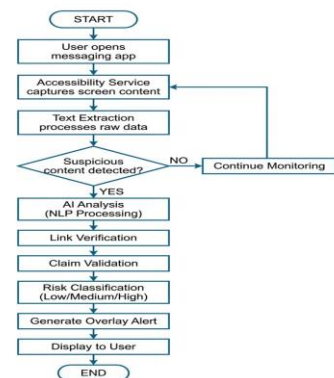 START
User opens
messaging app
Accessibility Service
captures screen content
Text Extraction
processes raw data
Suspicious
content detected?
NO
Continue Monitoring
YES
AI Analysis
(NLP Processing)
Link Verification
Claim Validation
Risk Classification
(Low/Medium/High)
Generate Overlay Alert
Display to User
END